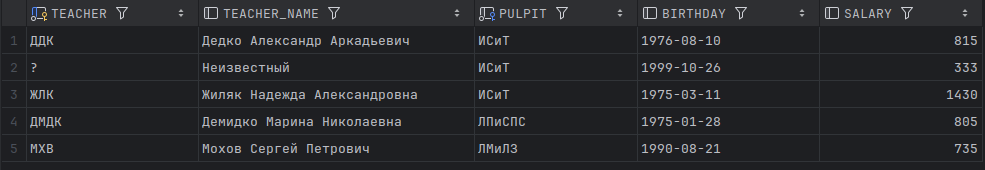 TEACHER TEACHER_NAME PULPIT BIRTHDAY SALARY
1 ДДК Дедко Александр Аркадьевич ИСиТ 1976-08-10 815
2 ? Неизвестный ИСиТ 1999-10-26 333
3 ЖЛК Жиляк Надежда Александровна ИСиТ 1975-03-11 1430
4 ДМДК Демидко Марина Николаевна ЛПиСПС 1975-01-28 805
5 МХВ Мохов Сергей Петрович ЛМиЛЗ 1990-08-21 735